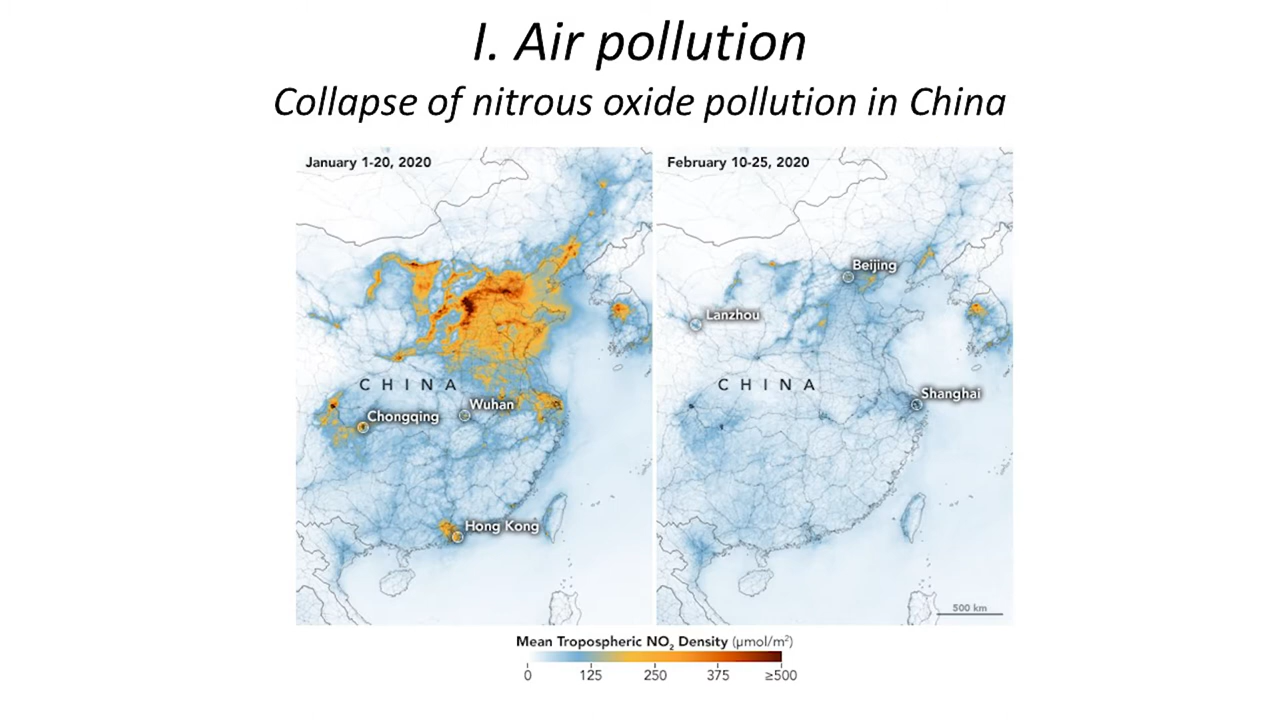 I. Air pollution
Collapse of nitrous oxide pollution in China
January 1-20, 2020
CHINA
Wuhan
Chongqing
Hong Kong
February 10-25, 2020
Beijing
Lanzhou
CHINA
Shanghai
500 km
Mean Tropospheric NO₂ Density (µmol/m²)
0 125 250 375 ≥500